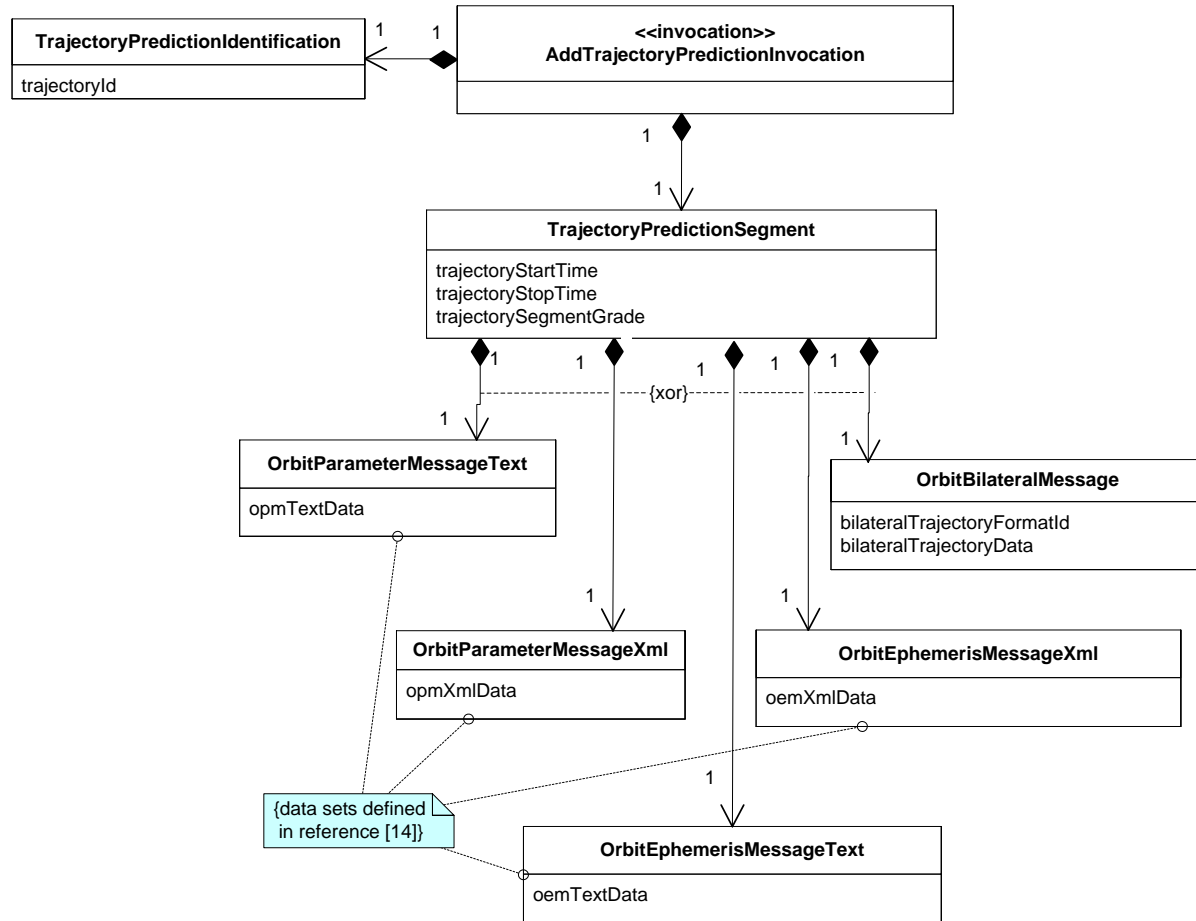 TrajectoryPredictionIdentification
trajectoryId
1
1
<<invocation>>
AddTrajectoryPredictionInvocation
1
1
TrajectoryPredictionSegment
trajectoryStartTime
trajectoryStopTime
trajectorySegmentGrade
1
1
1
1
1
{xor}
1
OrbitParameterMessageText
opmTextData
1
OrbitBilateralMessage
bilateralTrajectoryFormatId
bilateralTrajectoryData
1
OrbitParameterMessageXml
opmXmlData
1
OrbitEphemerisMessageXml
oemXmlData
{data sets defined
in reference [14]}
1
OrbitEphemerisMessageText
oemTextData